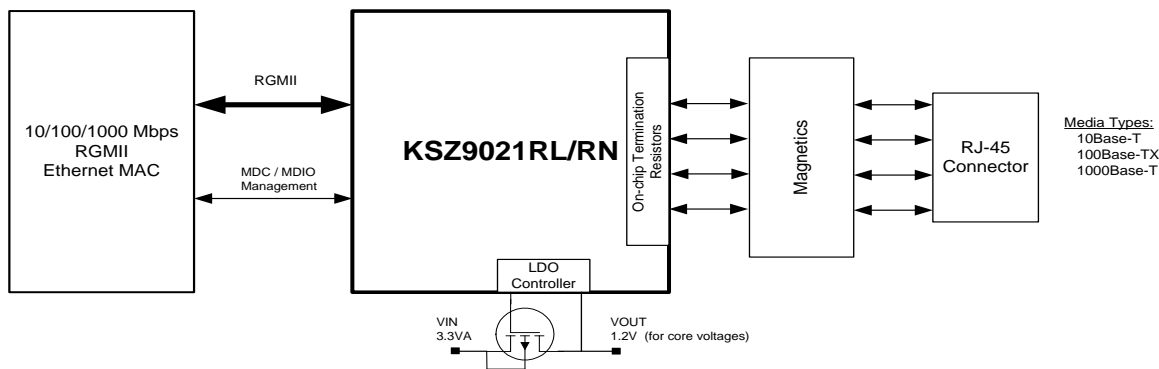 10/100/1000 Mbps
RGMII
Ethernet MAC
RGMII
MDC / MDIO
Management
KSZ9021RL/RN
On-chip Termination
Resistors
LDO
Controller
VIN
3.3VA
VOUT
1.2V (for core voltages)
Magnetics
RJ-45
Connector
Media Types:
10Base-T
100Base-TX
1000Base-T